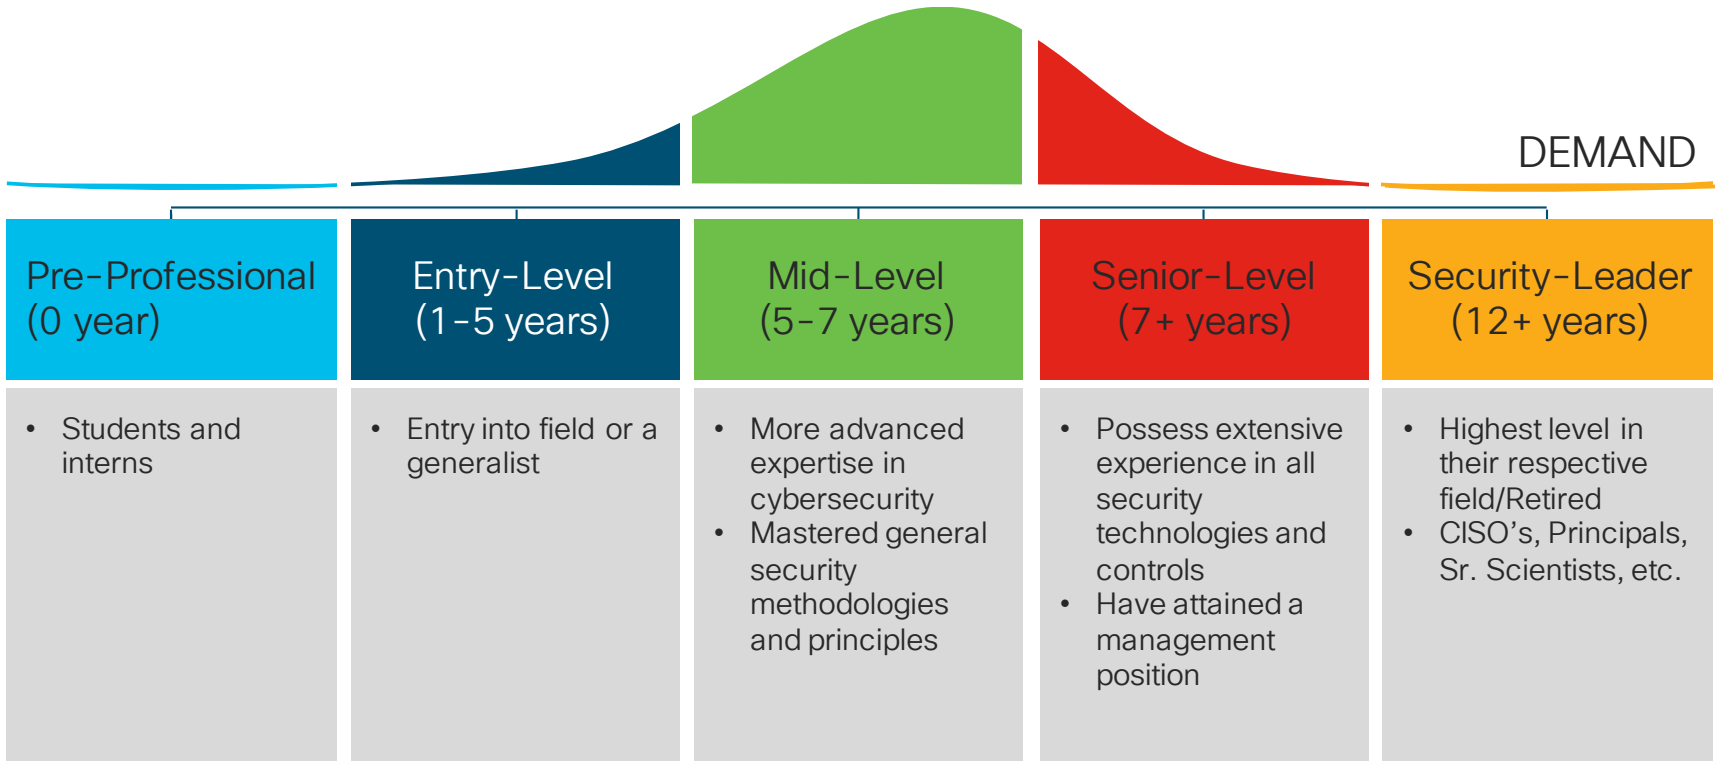 DEMAND
Pre-Professional
(0 year)
Entry-Level
(1-5 years)
Mid-Level
(5-7 years)
Senior-Level
(7+ years)
Security-Leader
(12+ years)
• Students and
interns
• Entry into field or a
generalist
• More advanced
expertise in
cybersecurity
• Mastered general
security
methodologies
and principles
• Possess extensive
experience in all
security
technologies and
controls
• Have attained a
management
position
• Highest level in
their respective
field/Retired
• CISO’s, Principals,
Sr. Scientists, etc.